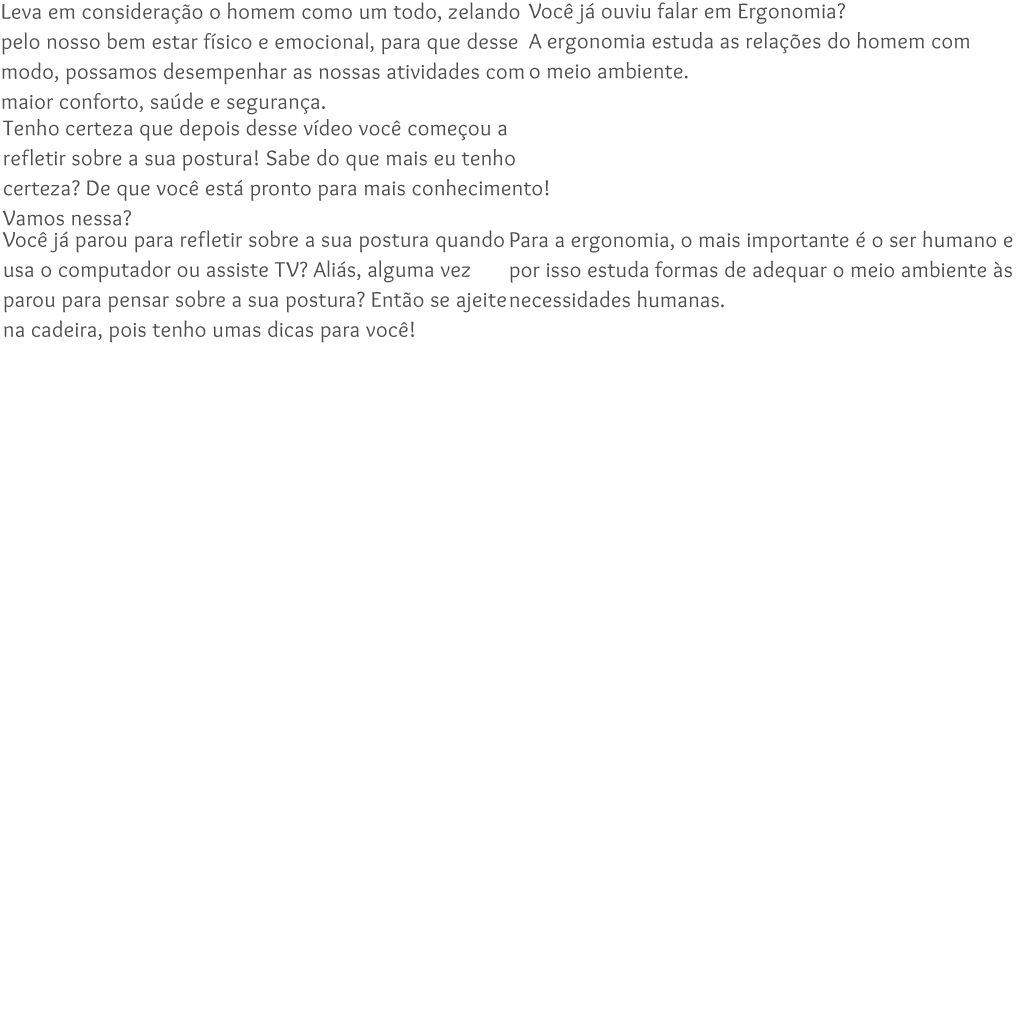 Leva em consideração o homem como um todo, zelando
pelo nosso bem estar físico e emocional, para que desse
modo, possamos desempenhar as nossas atividades com
maior conforto, saúde e segurança.
Você já ouviu falar em Ergonomia?
A ergonomia estuda as relações do homem com
o meio ambiente.
Tenho certeza que depois desse vídeo você começou a
refletir sobre a sua postura! Sabe do que mais eu tenho
certeza? De que você está pronto para mais conhecimento!
Vamos nessa?
Você já parou para refletir sobre a sua postura quando
usa o computador ou assiste TV? Aliás, alguma vez
parou para pensar sobre a sua postura? Então se ajeite
na cadeira, pois tenho umas dicas para você!
Para a ergonomia, o mais importante é o ser humano e
por isso estuda formas de adequar o meio ambiente às
necessidades humanas.